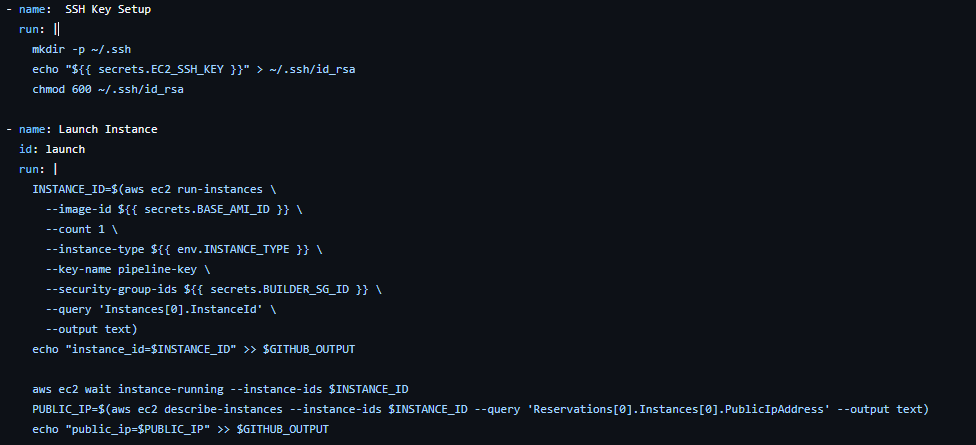 - name:  SSH Key Setup
  run: |
    mkdir -p ~/.ssh
    echo "${{ secrets.EC2_SSH_KEY }}" > ~/.ssh/id_rsa
    chmod 600 ~/.ssh/id_rsa

- name: Launch Instance
  id: launch
  run: |
    INSTANCE_ID=$(aws ec2 run-instances \
      --image-id ${{ secrets.BASE_AMI_ID }} \
      --count 1 \
      --instance-type ${{ env.INSTANCE_TYPE }} \
      --key-name pipeline-key \
      --security-group-ids ${{ secrets.BUILDER_SG_ID }} \
      --query 'Instances[0].InstanceId' \
      --output text)
    echo "instance_id=$INSTANCE_ID" >> $GITHUB_OUTPUT

    aws ec2 wait instance-running --instance-ids $INSTANCE_ID
    PUBLIC_IP=$(aws ec2 describe-instances --instance-ids $INSTANCE_ID --query 'Reservations[0].Instances[0].PublicIpAddress' --output text)
    echo "public_ip=$PUBLIC_IP" >> $GITHUB_OUTPUT